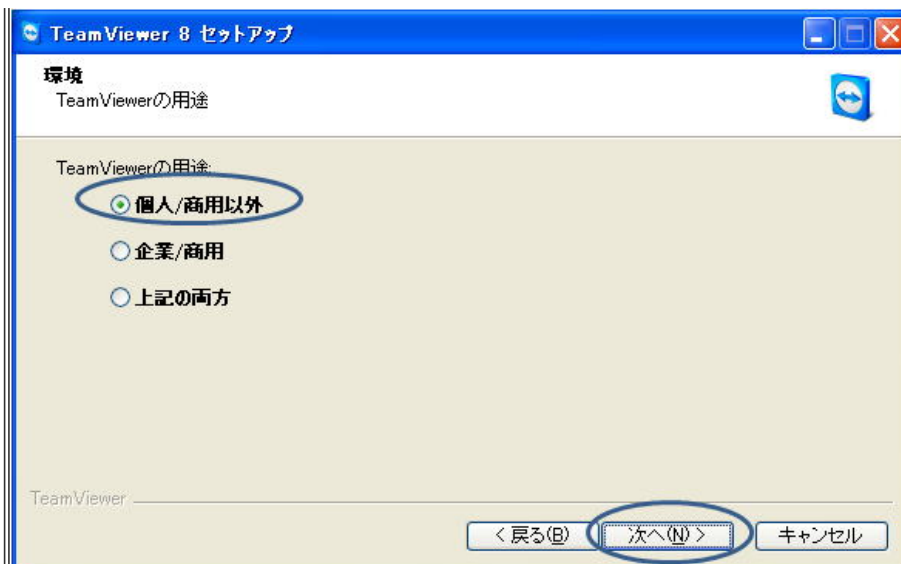 TeamViewer 8 セットアップ
環境
TeamViewerの用途
TeamViewerの用途:
個人/商用以外
企業/商用
上記の両方
TeamViewer
< 戻る(B)
次へ(N) >
キャンセル